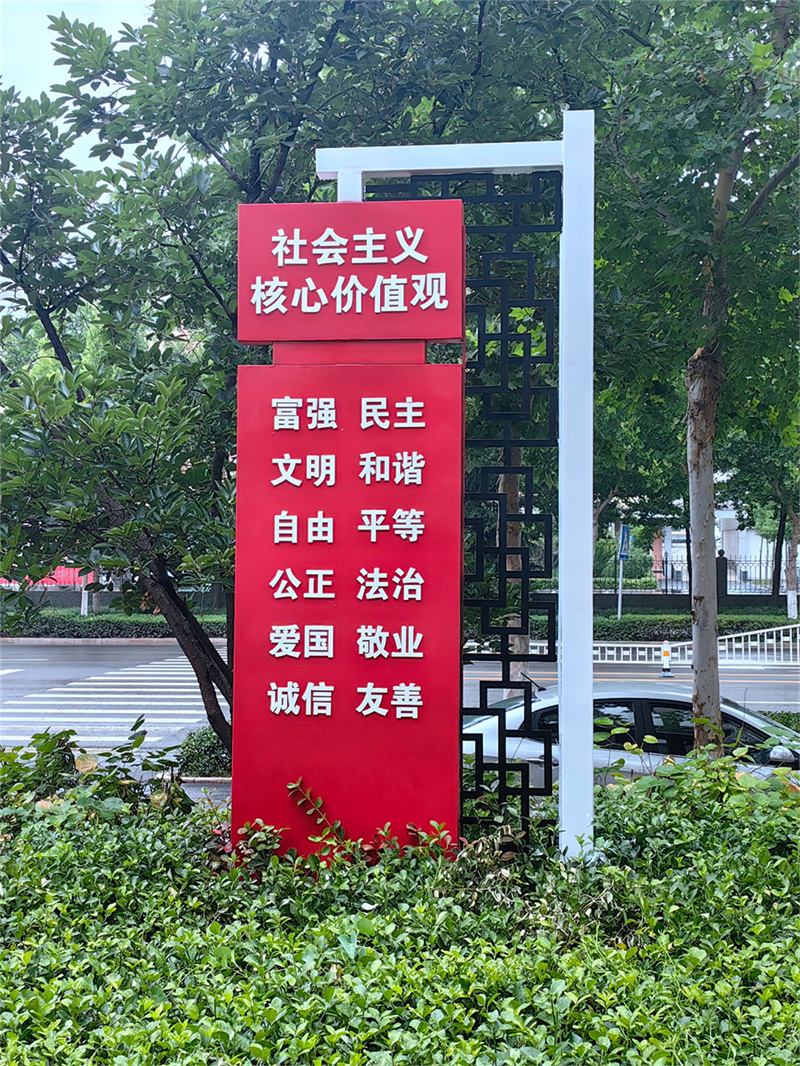 社会主义
核心价值观
富强 民主
文明 和谐
自由 平等
公正 法治
爱国 敬业
诚信 友善